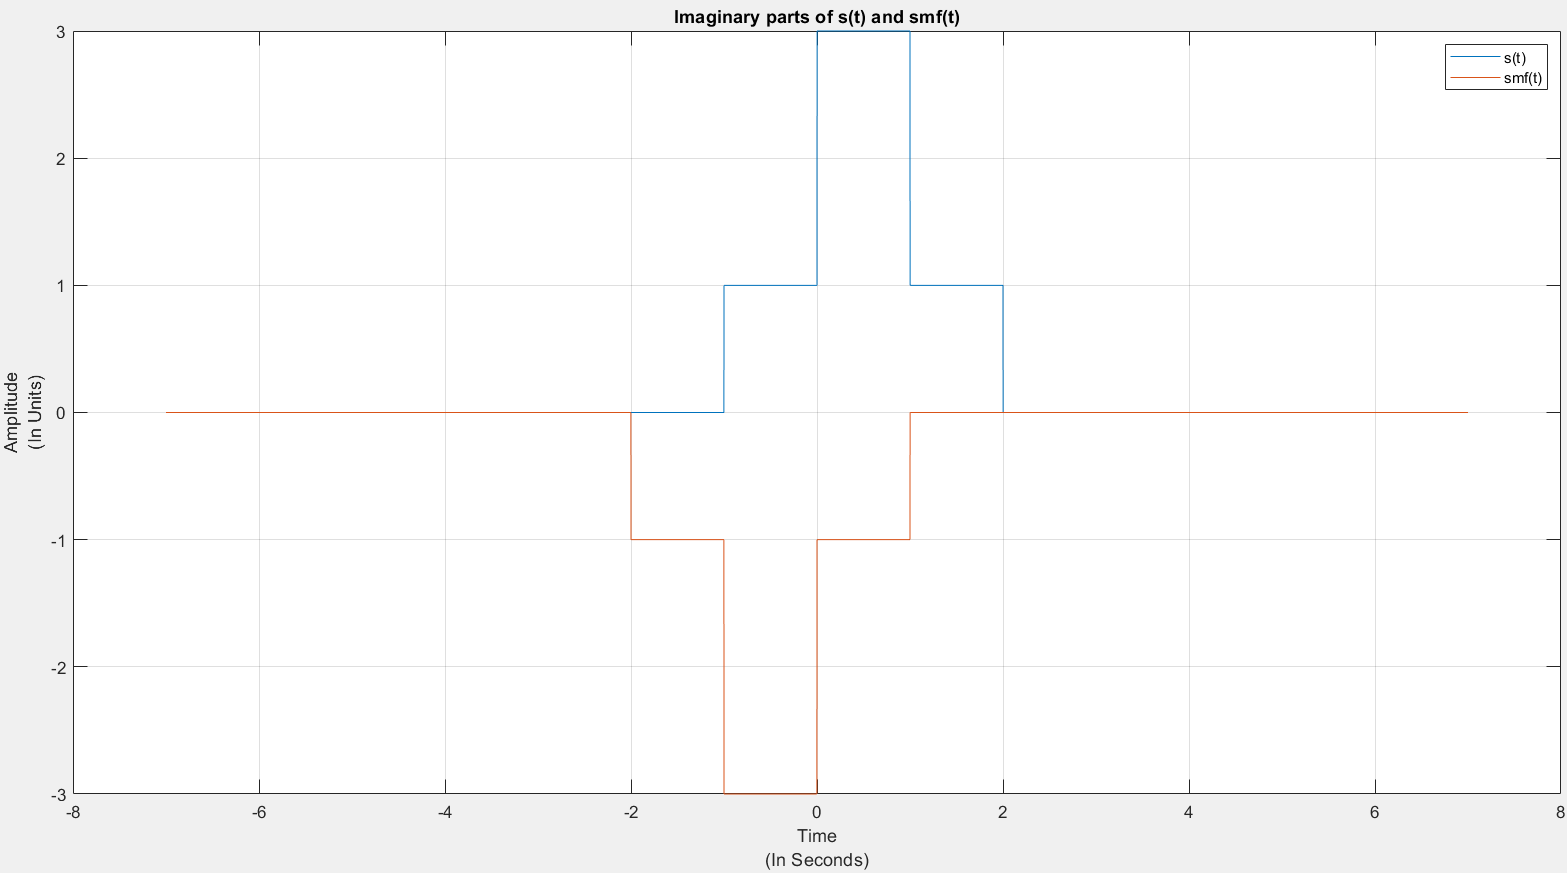 Imaginary parts of s(t) and smf(t)
s(t)
smf(t)
3
2
1
0
-1
-2
-3
Amplitude
(In Units)
-8
-6
-4
-2
0
2
4
6
8
Time
(In Seconds)